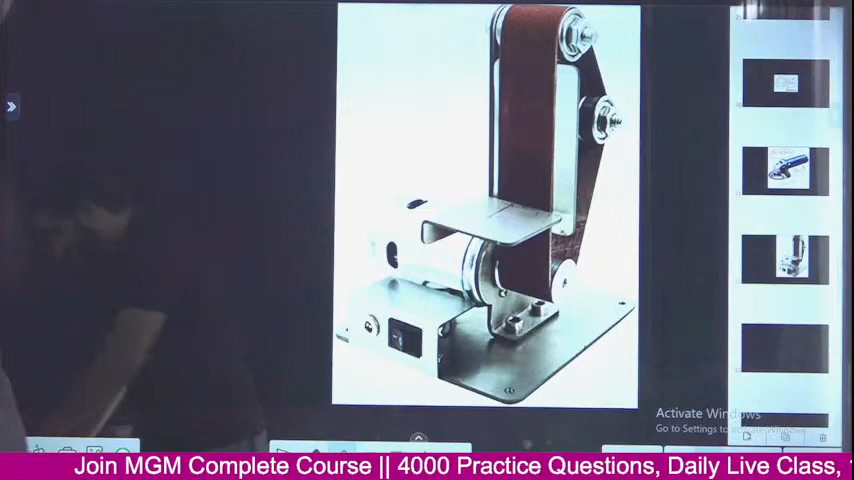 Activate Windows
Go to Settings to activate Windows.
Join MGM Complete Course || 4000 Practice Questions, Daily Live Class,